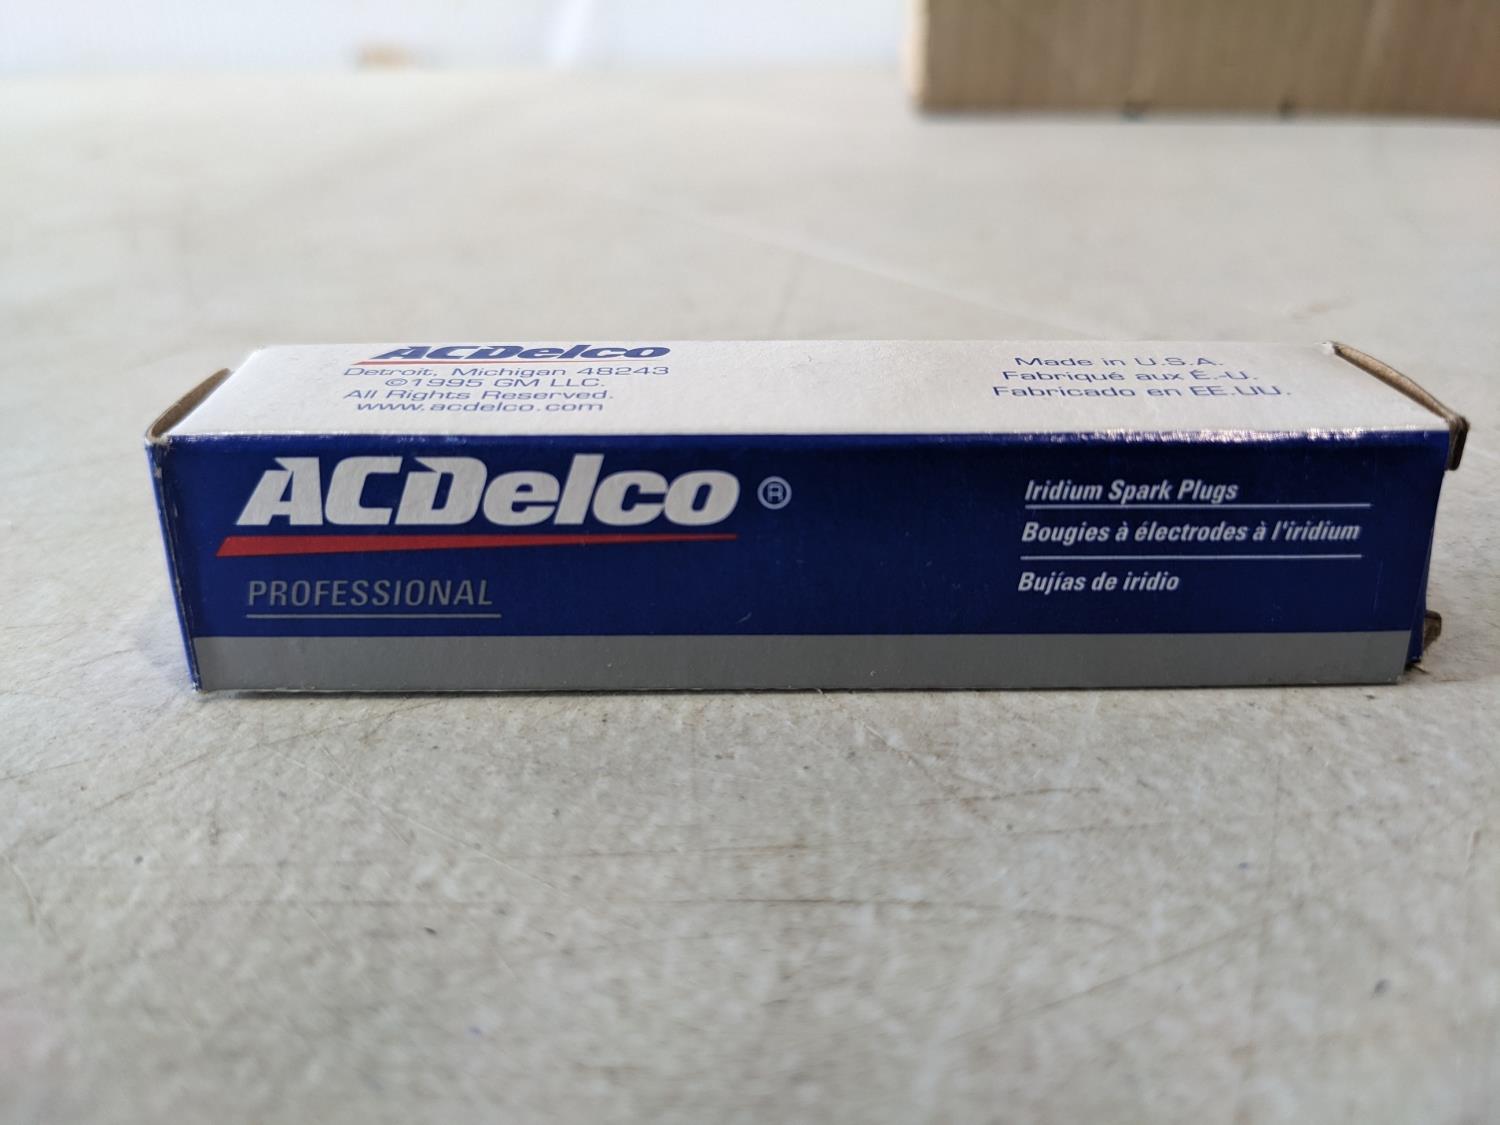 ACDelco
Detroit, Michigan 48243
©1995 GM LLC.
All Rights Reserved.
www.acdelco.com
Made in U.S.A.
Fabriqué aux É.-U.
Fabricado en EE.UU.
ACDelco®
PROFESSIONAL
Iridium Spark Plugs
Bougies à électrodes à l'iridium
Bujías de iridio